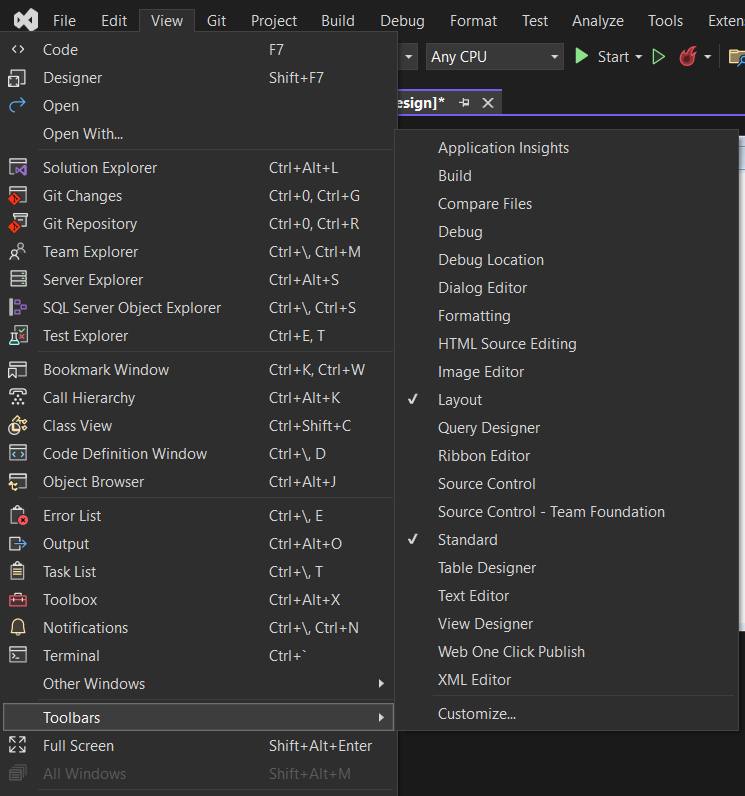 File Edit View Git Project Build Debug Format Test Analyze Tools Exten
Any CPU Start
esign]*
Code F7
Designer Shift+F7
Open
Open With...
Solution Explorer Ctrl+Alt+L
Git Changes Ctrl+0, Ctrl+G
Git Repository Ctrl+0, Ctrl+R
Team Explorer Ctrl+\, Ctrl+M
Server Explorer Ctrl+Alt+S
SQL Server Object Explorer Ctrl+\, Ctrl+S
Test Explorer Ctrl+E, T
Bookmark Window Ctrl+K, Ctrl+W
Call Hierarchy Ctrl+Alt+K
Class View Ctrl+Shift+C
Code Definition Window Ctrl+\, D
Object Browser Ctrl+Alt+J
Error List Ctrl+\, E
Output Ctrl+Alt+O
Task List Ctrl+\, T
Toolbox Ctrl+Alt+X
Notifications Ctrl+\, Ctrl+N
Terminal Ctrl+`
Other Windows
Toolbars
Full Screen Shift+Alt+Enter
All Windows Shift+Alt+M
Application Insights
Build
Compare Files
Debug
Debug Location
Dialog Editor
Formatting
HTML Source Editing
Image Editor
Layout
Query Designer
Ribbon Editor
Source Control
Source Control - Team Foundation
Standard
Table Designer
Text Editor
View Designer
Web One Click Publish
XML Editor
Customize...